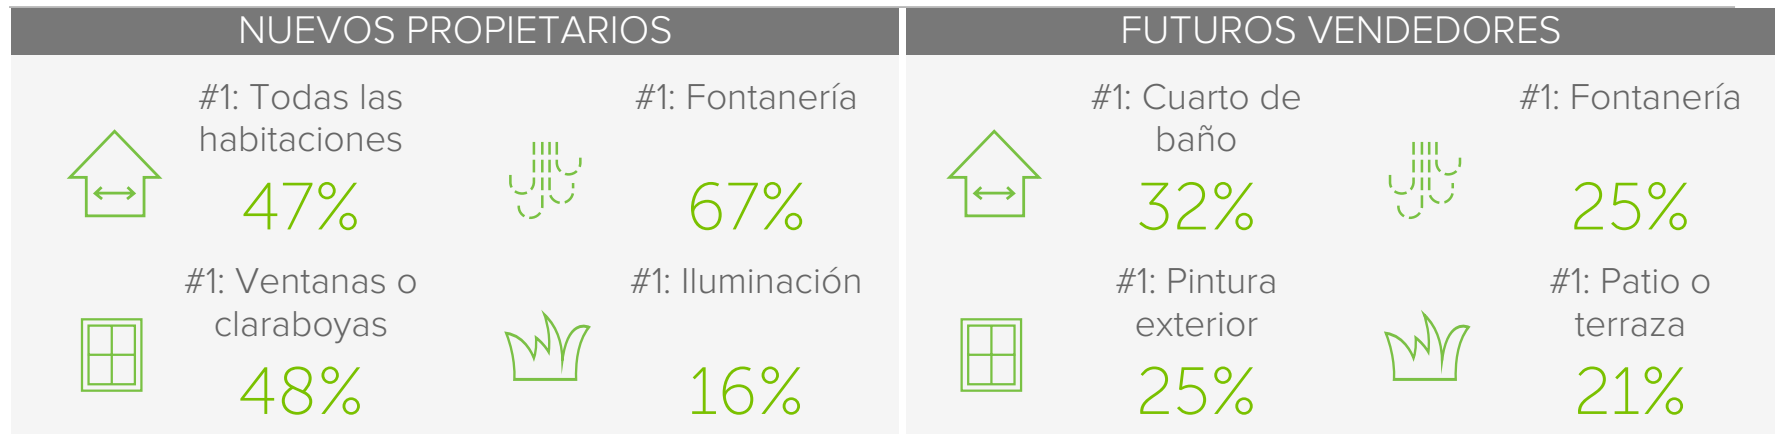 NUEVOS PROPIETARIOS
#1: Todas las
habitaciones
47%
#1: Fontanería
67%
#1: Ventanas o
claraboyas
48%
#1: Iluminación
16%
FUTUROS VENDEDORES
#1: Cuarto de
baño
32%
#1: Fontanería
25%
#1: Pintura
exterior
25%
#1: Patio o
terraza
21%